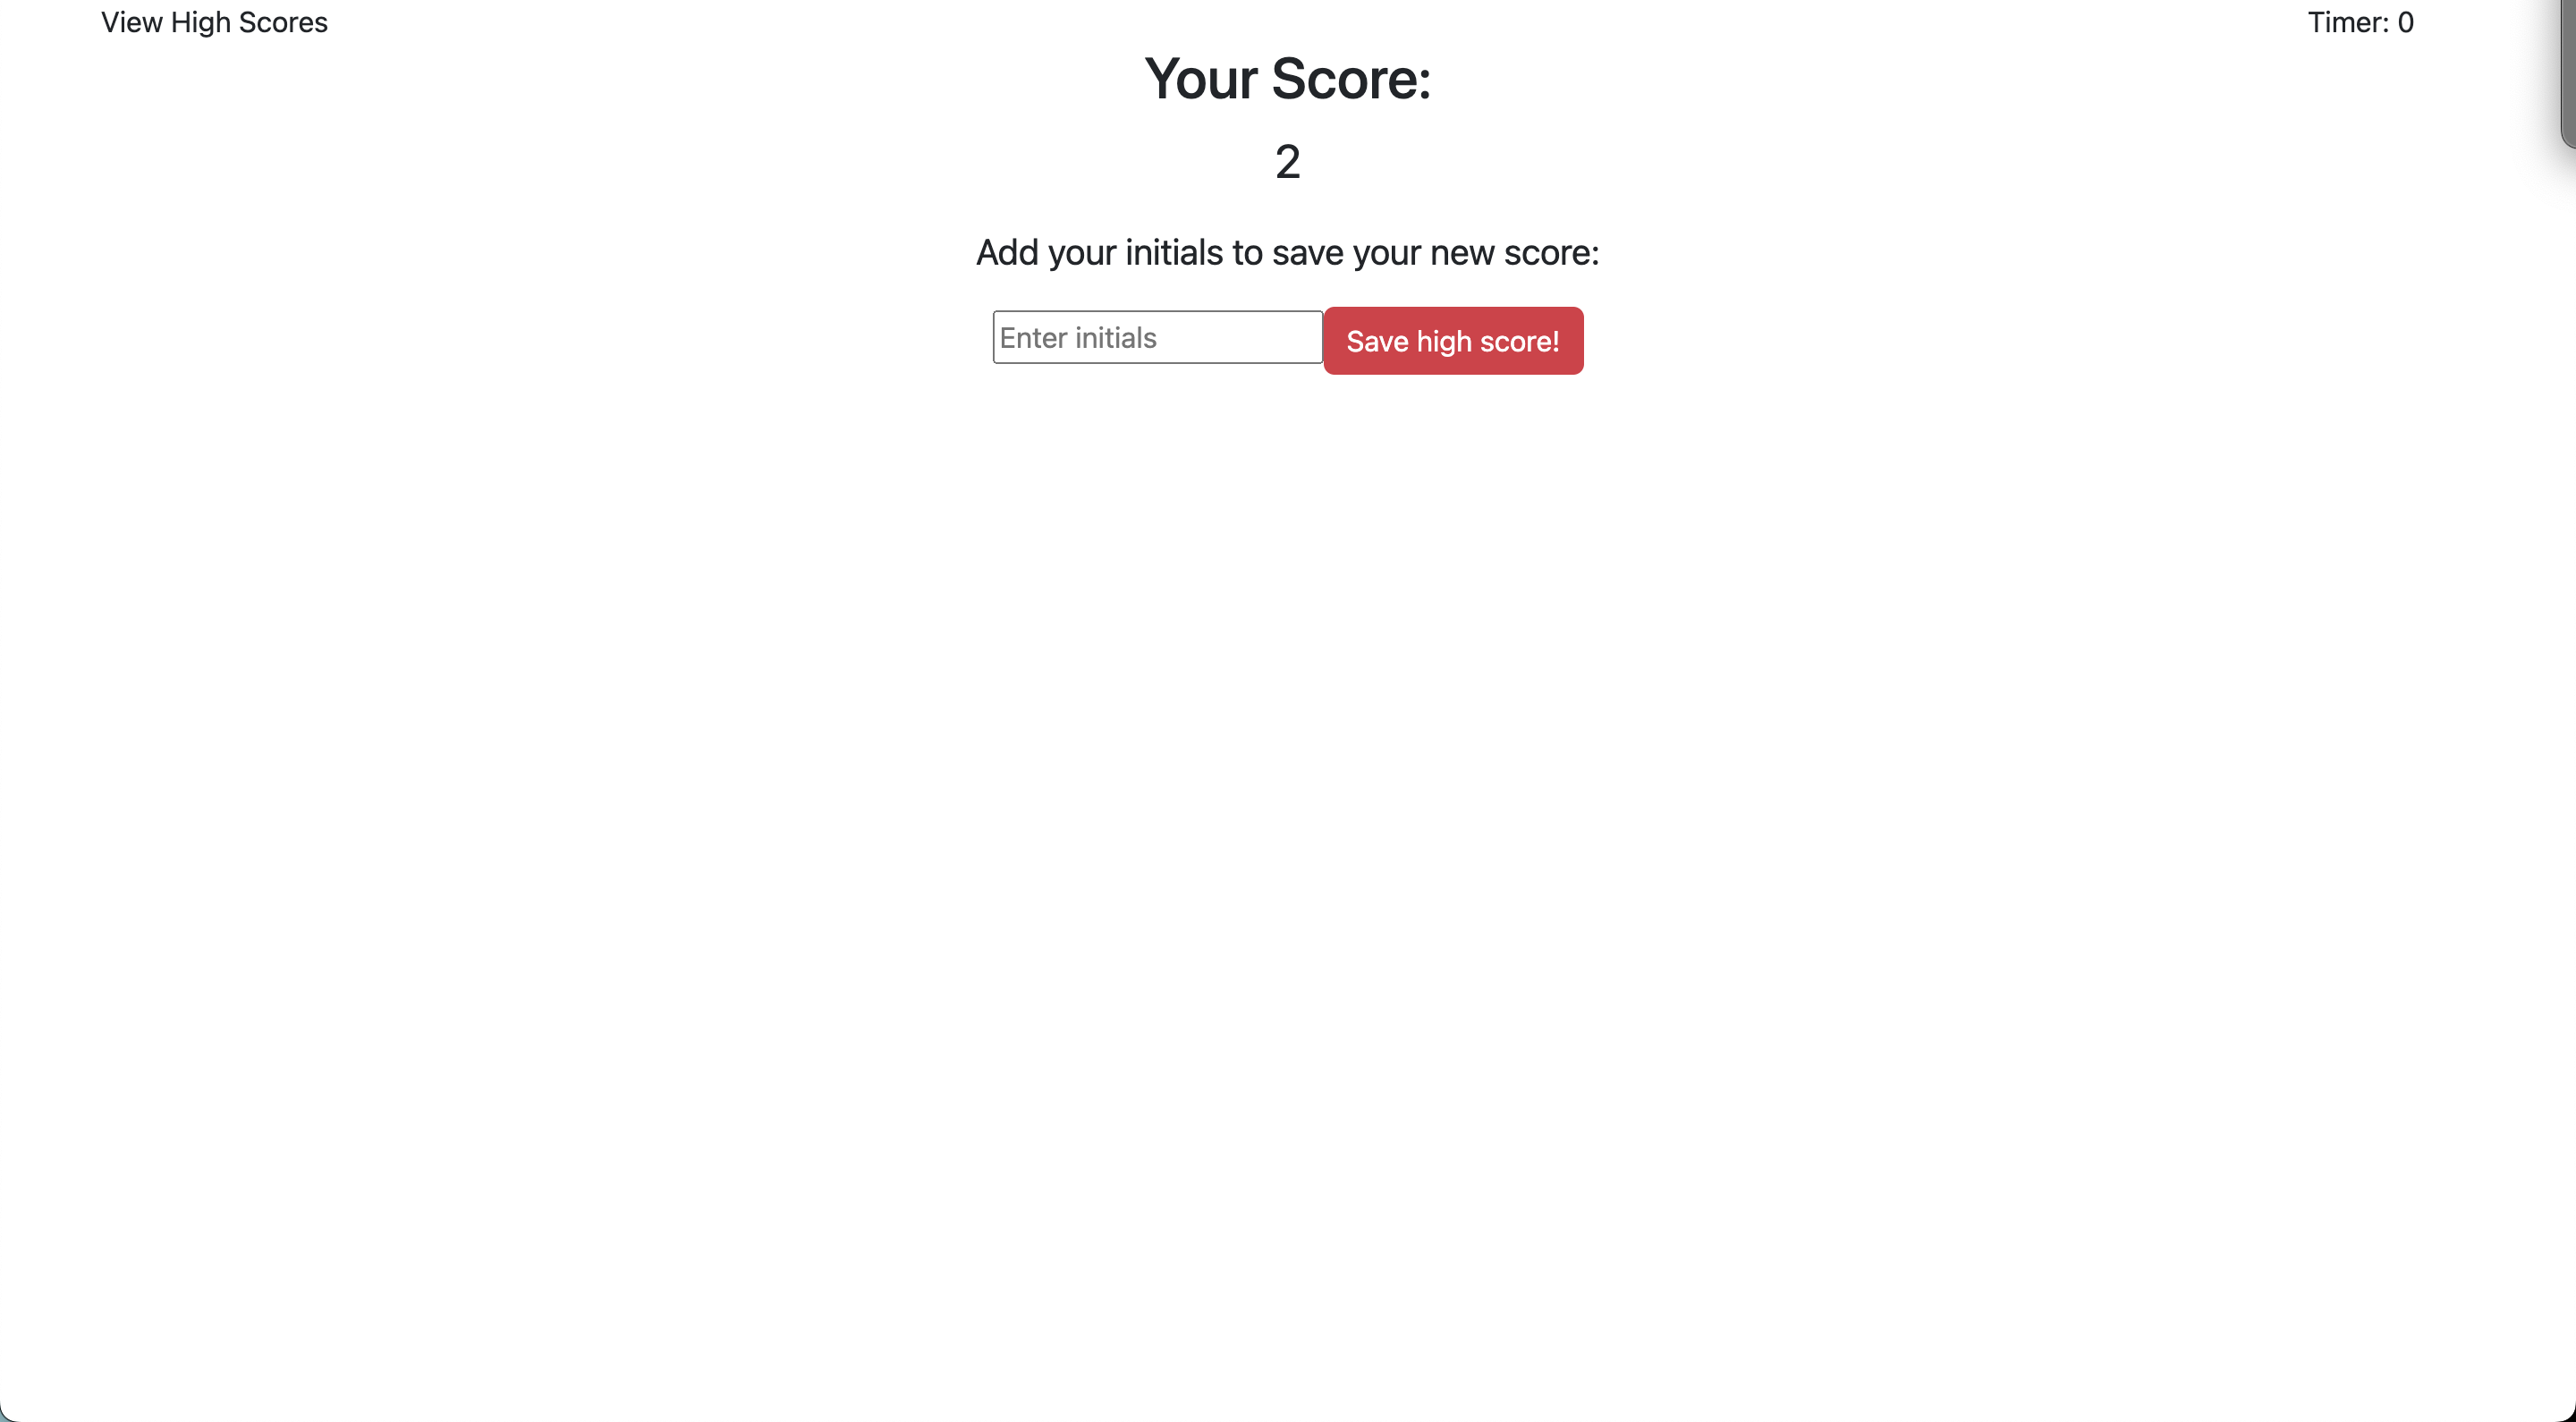 View High Scores
Timer: 0
Your Score:
2
Add your initials to save your new score:
Enter initials
Save high score!